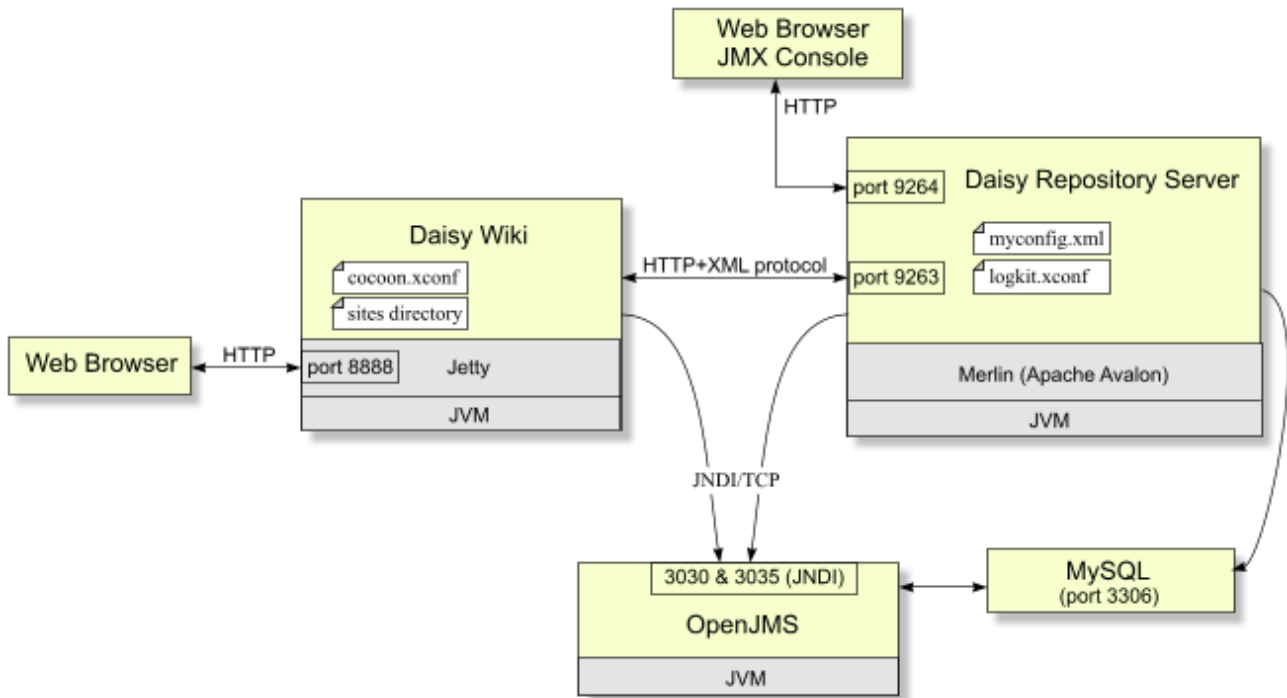 Web Browser
JMX Console
HTTP
Daisy Repository Server
port 9264
myconfig.xml
port 9263
logkit.xconf
Merlin (Apache Avalon)
JVM
HTTP+XML protocol
Daisy Wiki
cocoon.xconf
sites directory
port 8888
Jetty
JVM
Web Browser
HTTP
JNDI/TCP
3030 & 3035 (JNDI)
OpenJMS
JVM
MySQL
(port 3306)